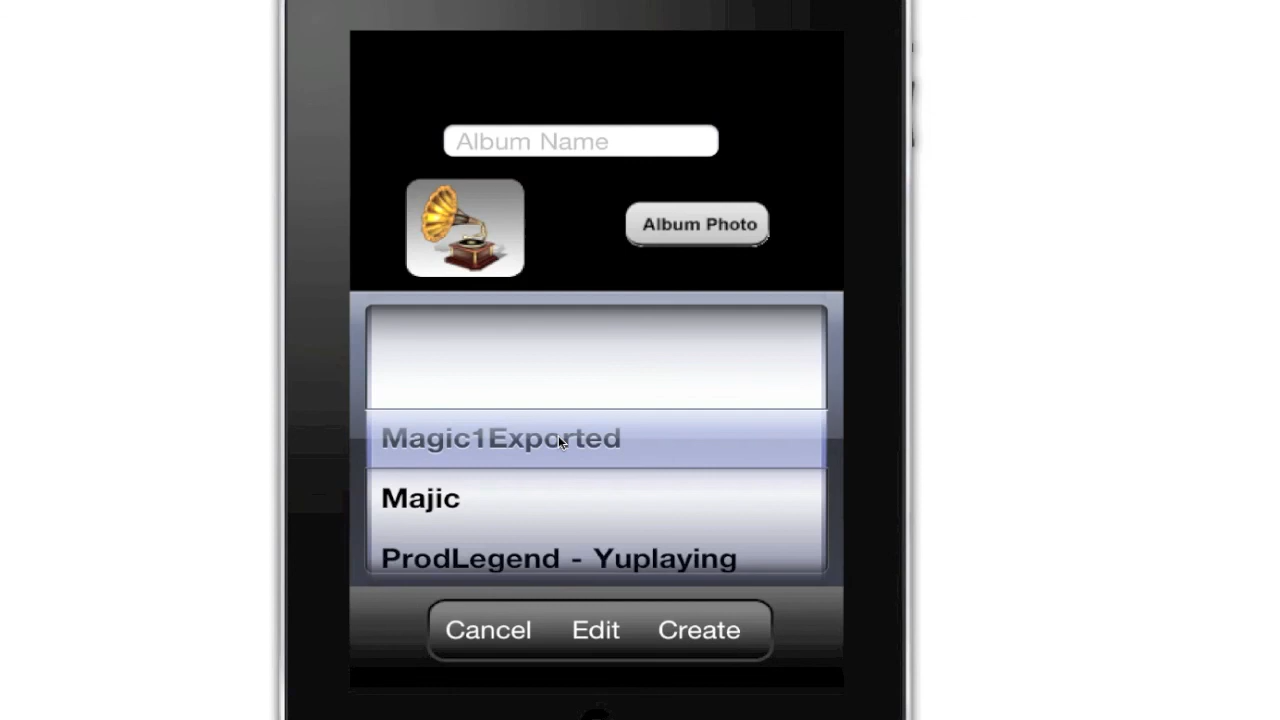 Album Name
Album Photo
Magic1Exported
Majic
ProdLegend - Yuplaying
Cancel Edit Create